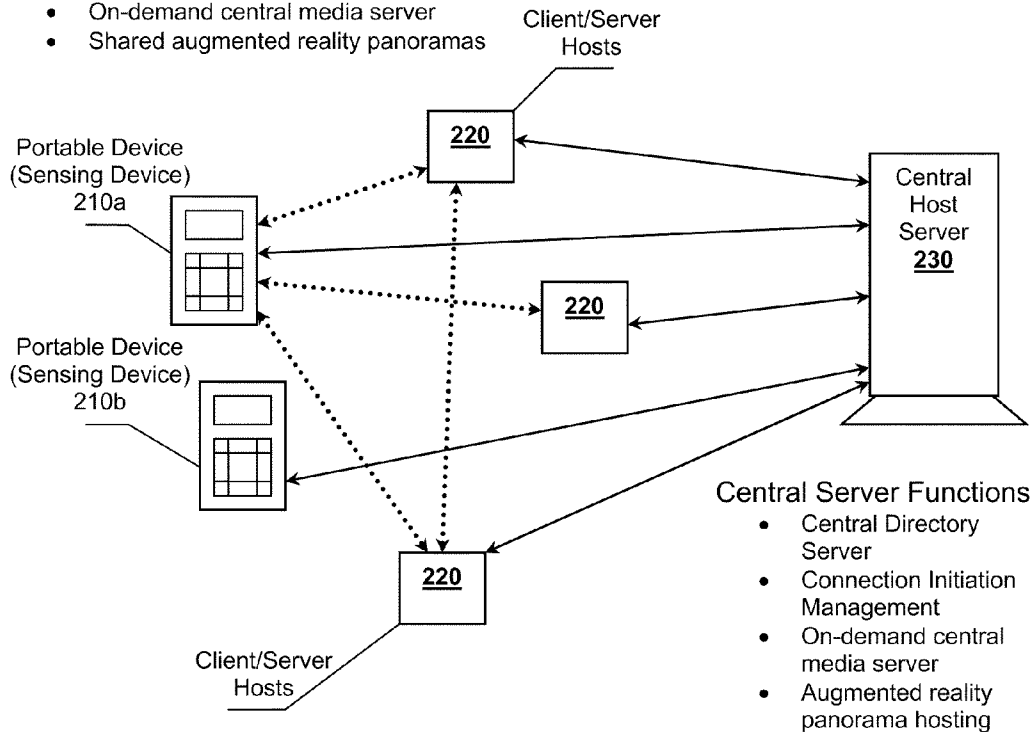 • On-demand central media server
• Shared augmented reality panoramas
Client/Server
Hosts
220
Portable Device
(Sensing Device)
210a
Central
Host
Server
230
220
Portable Device
(Sensing Device)
210b
220
Client/Server
Hosts
Central Server Functions
• Central Directory
Server
• Connection Initiation
Management
• On-demand central
media server
• Augmented reality
panorama hosting